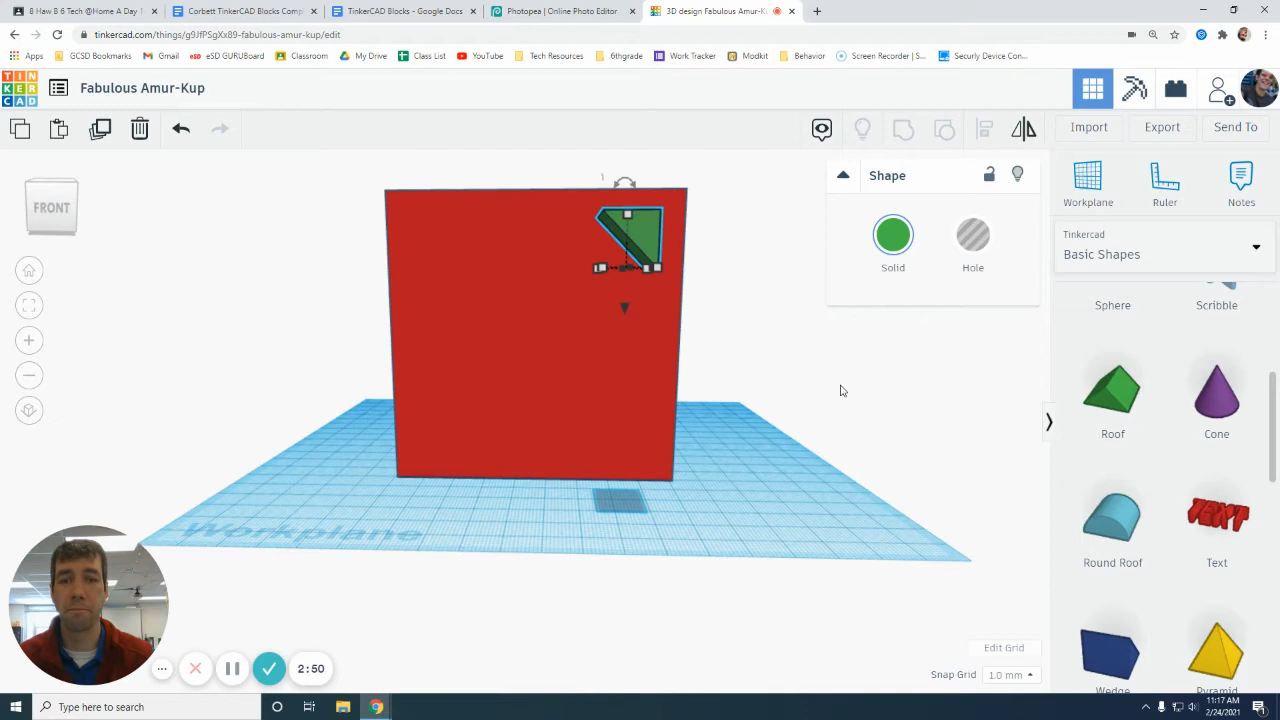 8 Haw 8 6 Tech @Home A Day 1
Corbett TinkerCAD Blocks Comp
TinkerCAD Blocks - Google Docs
Photopea | Online Photo Editor
3D design Fabulous Amur-Ku
tinkercad.com/things/g9JfPSgXx89-fabulous-amur-kup/edit
Apps
GCSD Bookmarks
Gmail
eSD GURUBoard
Classroom
My Drive
Class List
YouTube
Tech Resources
6thgrade
Work Tracker
Modkit
Behavior
Screen Recorder | S...
Securly Device Con...
TIN
KER
CAD
Fabulous Amur-Kup
Import
Export
Send To
FRONT
1
Shape
Solid
Hole
Workplane
Ruler
Notes
Tinkercad
Basic Shapes
Sphere
Scribble
Roof
Cone
Round Roof
TEXT
Text
Wedge
Pyramid
Workplane
Edit Grid
Snap Grid
1.0 mm
2:50
Type here to search
11:17 AM
2/24/2021
1